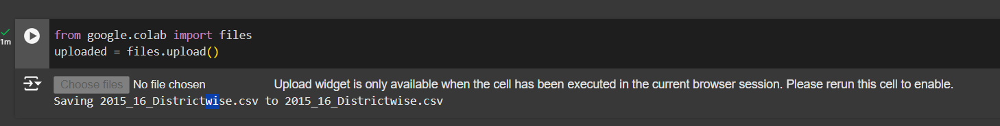 from google.colab import files
1m
uploaded = files.upload()
Choose files No file chosen Upload widget is only available when the cell has been executed in the current browser session. Please rerun this cell to enable.
Saving 2015_16_Districtwise.csv to 2015_16_Districtwise.csv